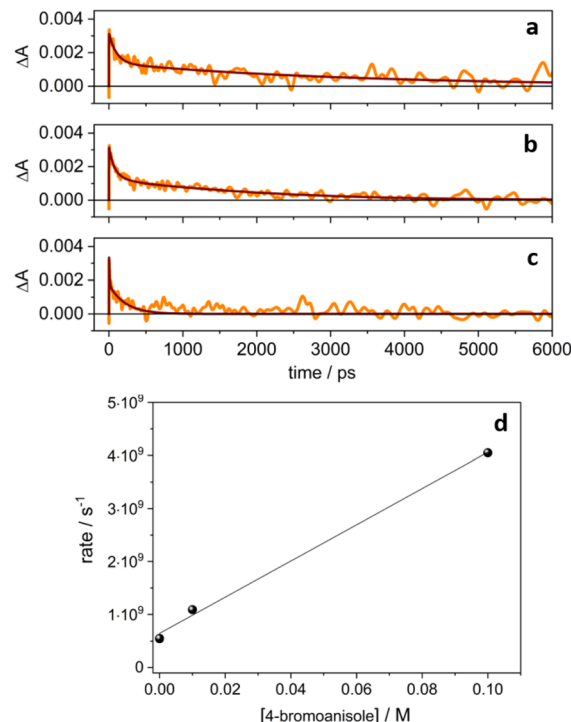 a
ΔA
0.004
0.002
0.000
b
ΔA
0.004
0.002
0.000
c
ΔA
0.004
0.002
0.000
0 1000 2000 3000 4000 5000 6000
time / ps
d
rate / s⁻¹
5·10⁹
4·10⁹
3·10⁹
2·10⁹
1·10⁹
0
0.00 0.02 0.04 0.06 0.08 0.10
[4-bromoanisole] / M